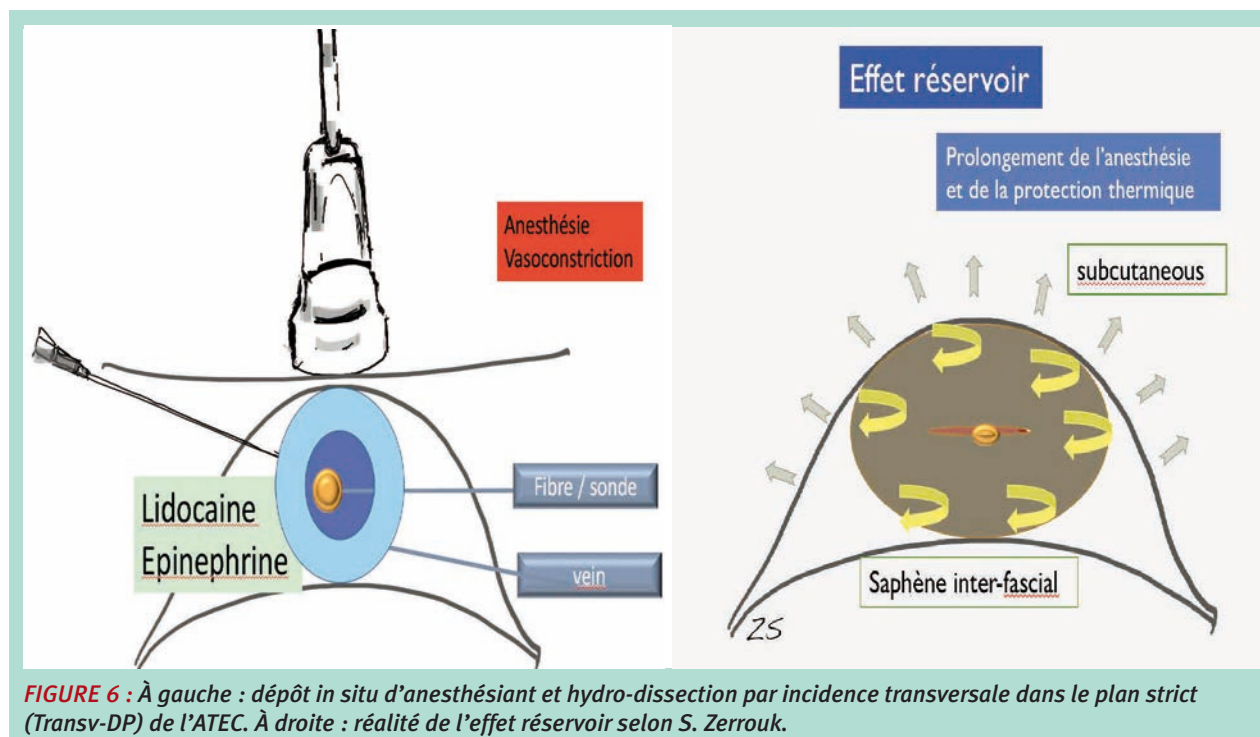 Anesthésie
Vasoconstriction
Lidocaine
Epinephrine
Fibre / sonde
vein
Effet réservoir
Prolongement de l'anesthésie
et de la protection thermique
subcutaneous
Saphène inter-fascial
ZS
FIGURE 6 : À gauche : dépôt in situ d'anesthésiant et hydro-dissection par incidence transversale dans le plan strict
(Transv-DP) de l'ATEC. À droite : réalité de l'effet réservoir selon S. Zerrouk.